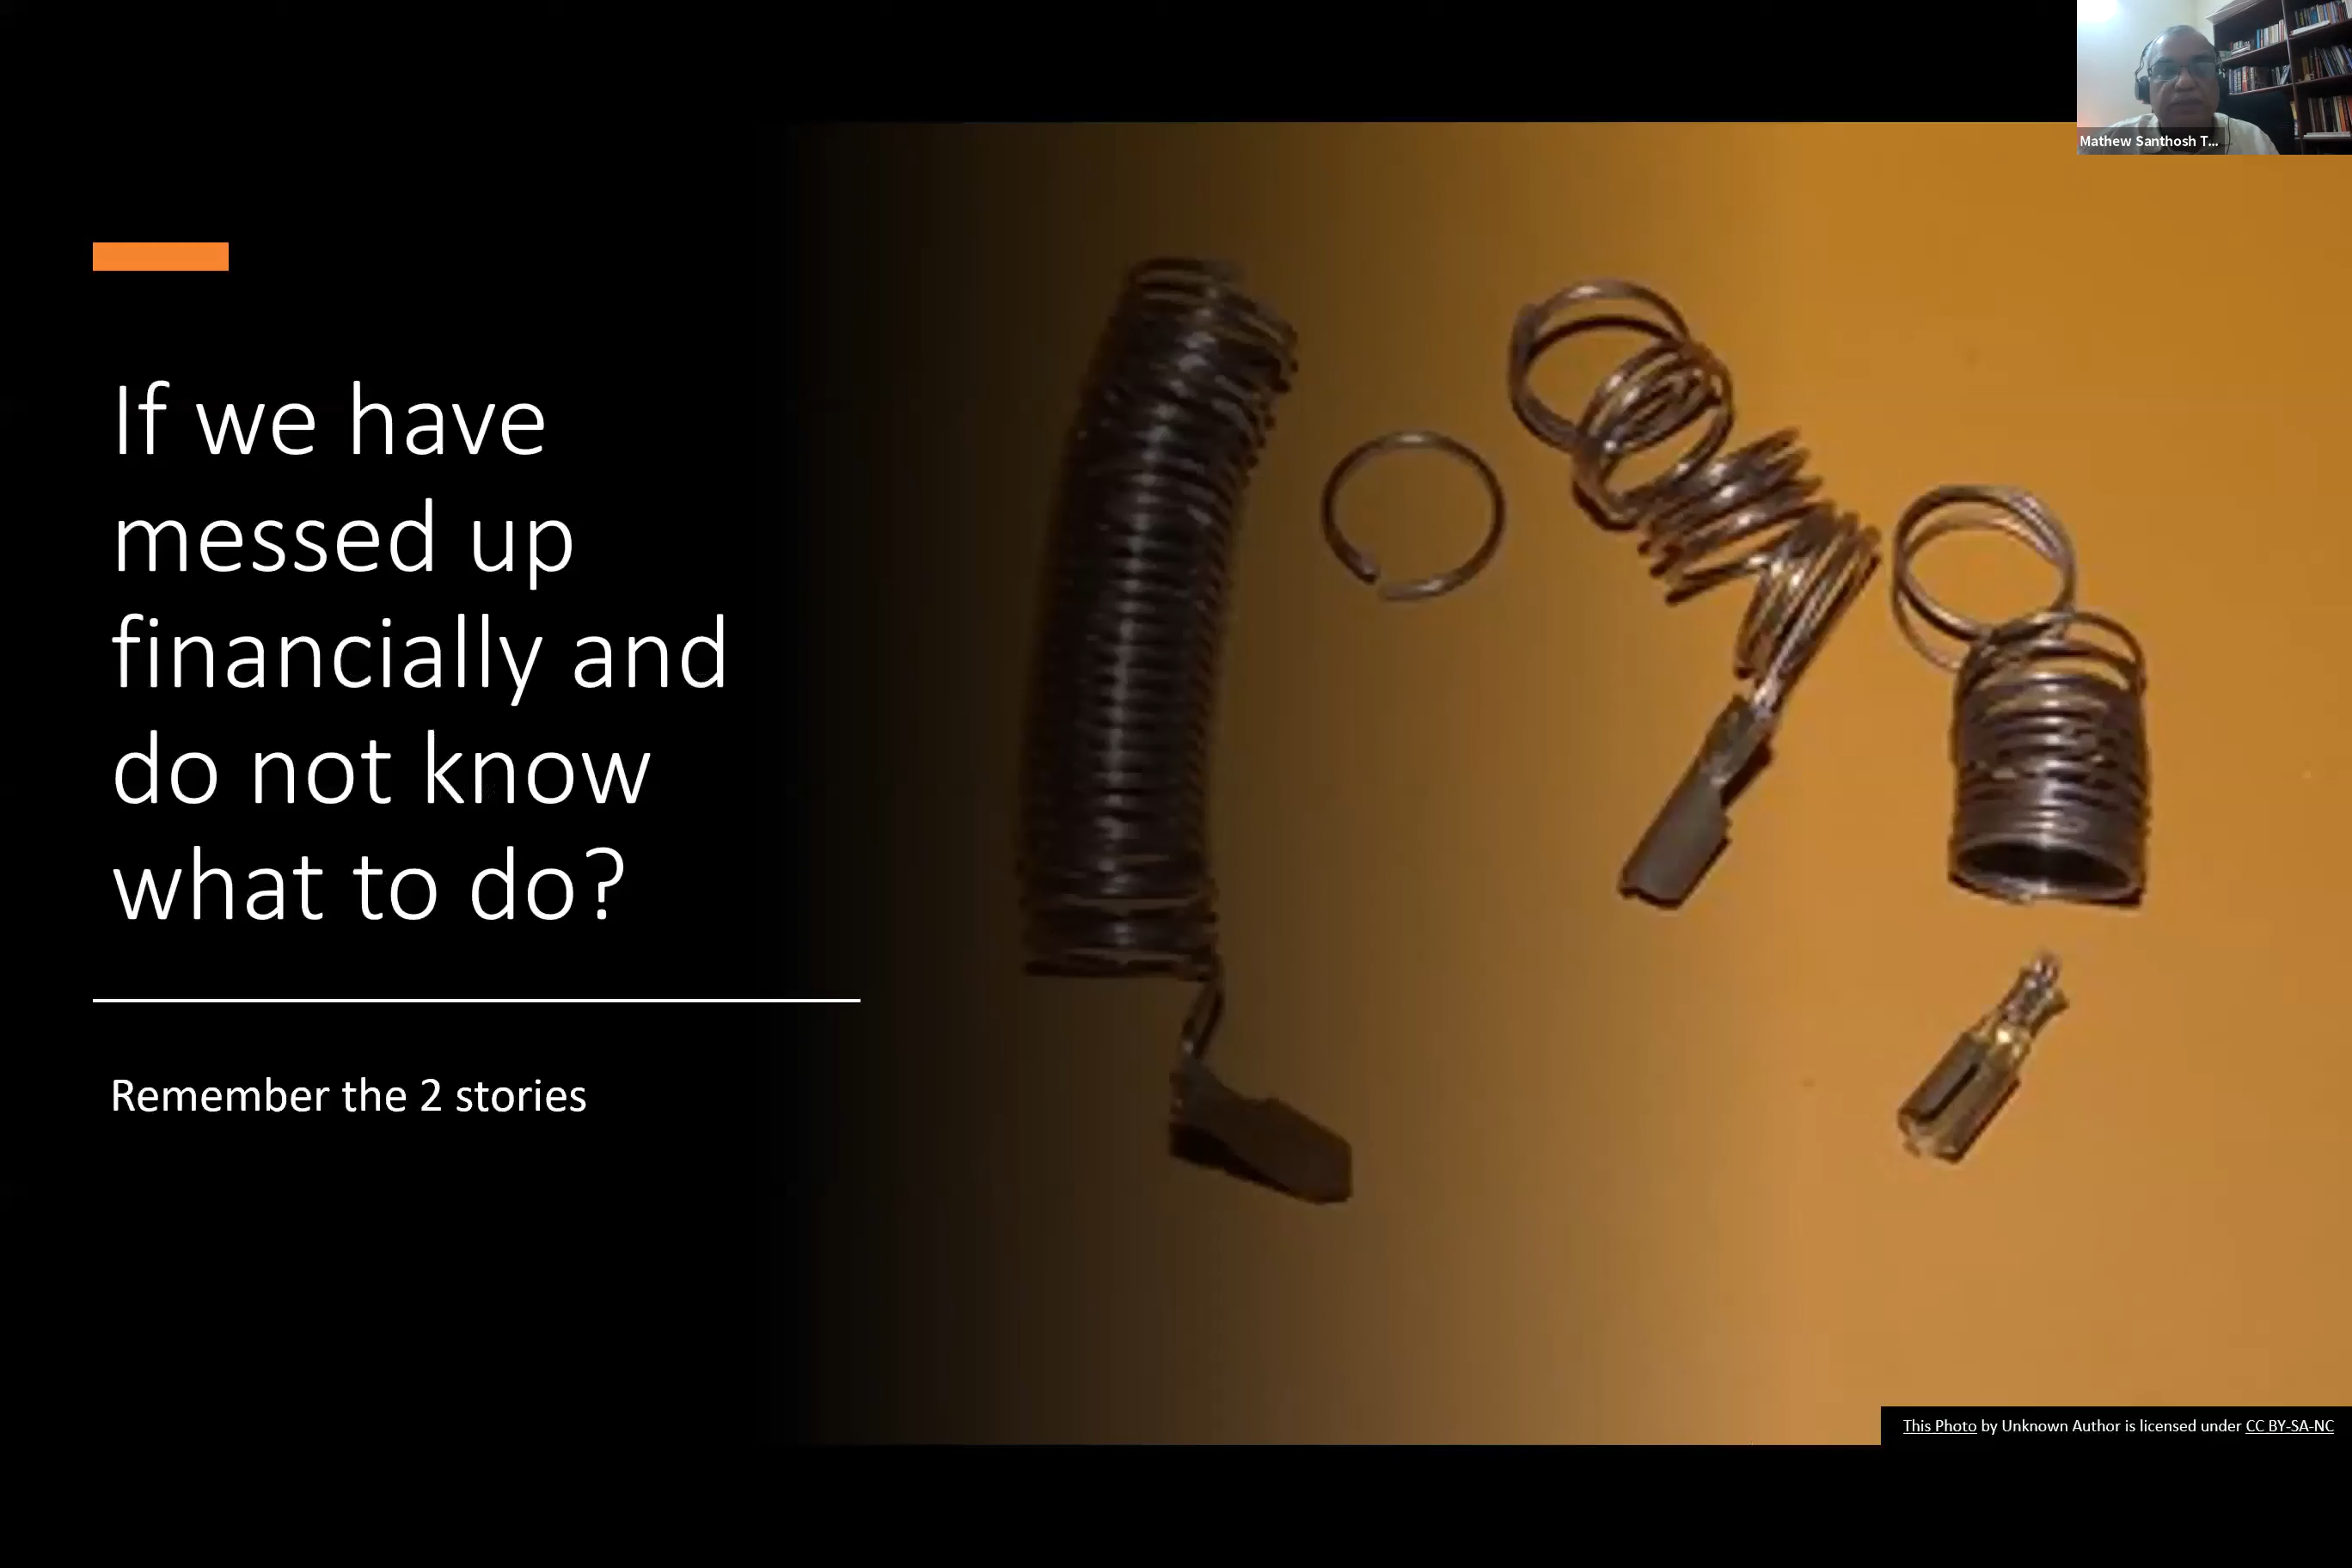 Mathew Santhosh T...
If we have
messed up
financially and
do not know
what to do?
Remember the 2 stories
This Photo by Unknown Author is licensed under CC BY-SA-NC